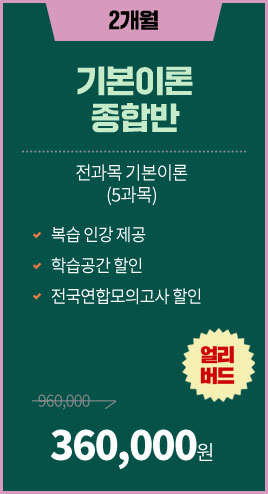 2개월
기본이론
종합반
전과목 기본이론
(5과목)
복습 인강 제공
학습공간 할인
전국연합모의고사 할인
얼리
버드
960,000
360,000원